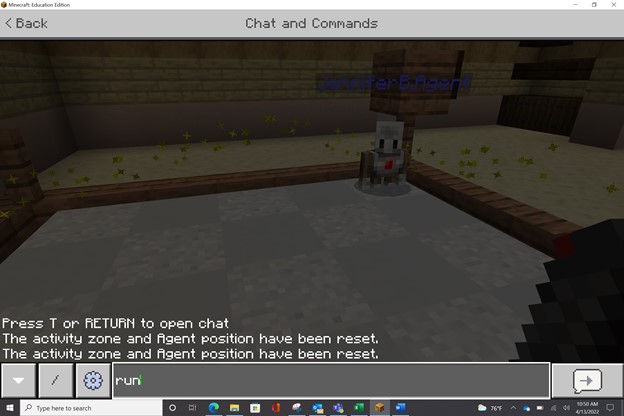 Minecraft: Education Edition
< Back
Chat and Commands
JenniferB.Agent
Press T or RETURN to open chat
The activity zone and Agent position have been reset.
The activity zone and Agent position have been reset.
/
run
Type here to search
76°F
10:50 AM
4/13/2022